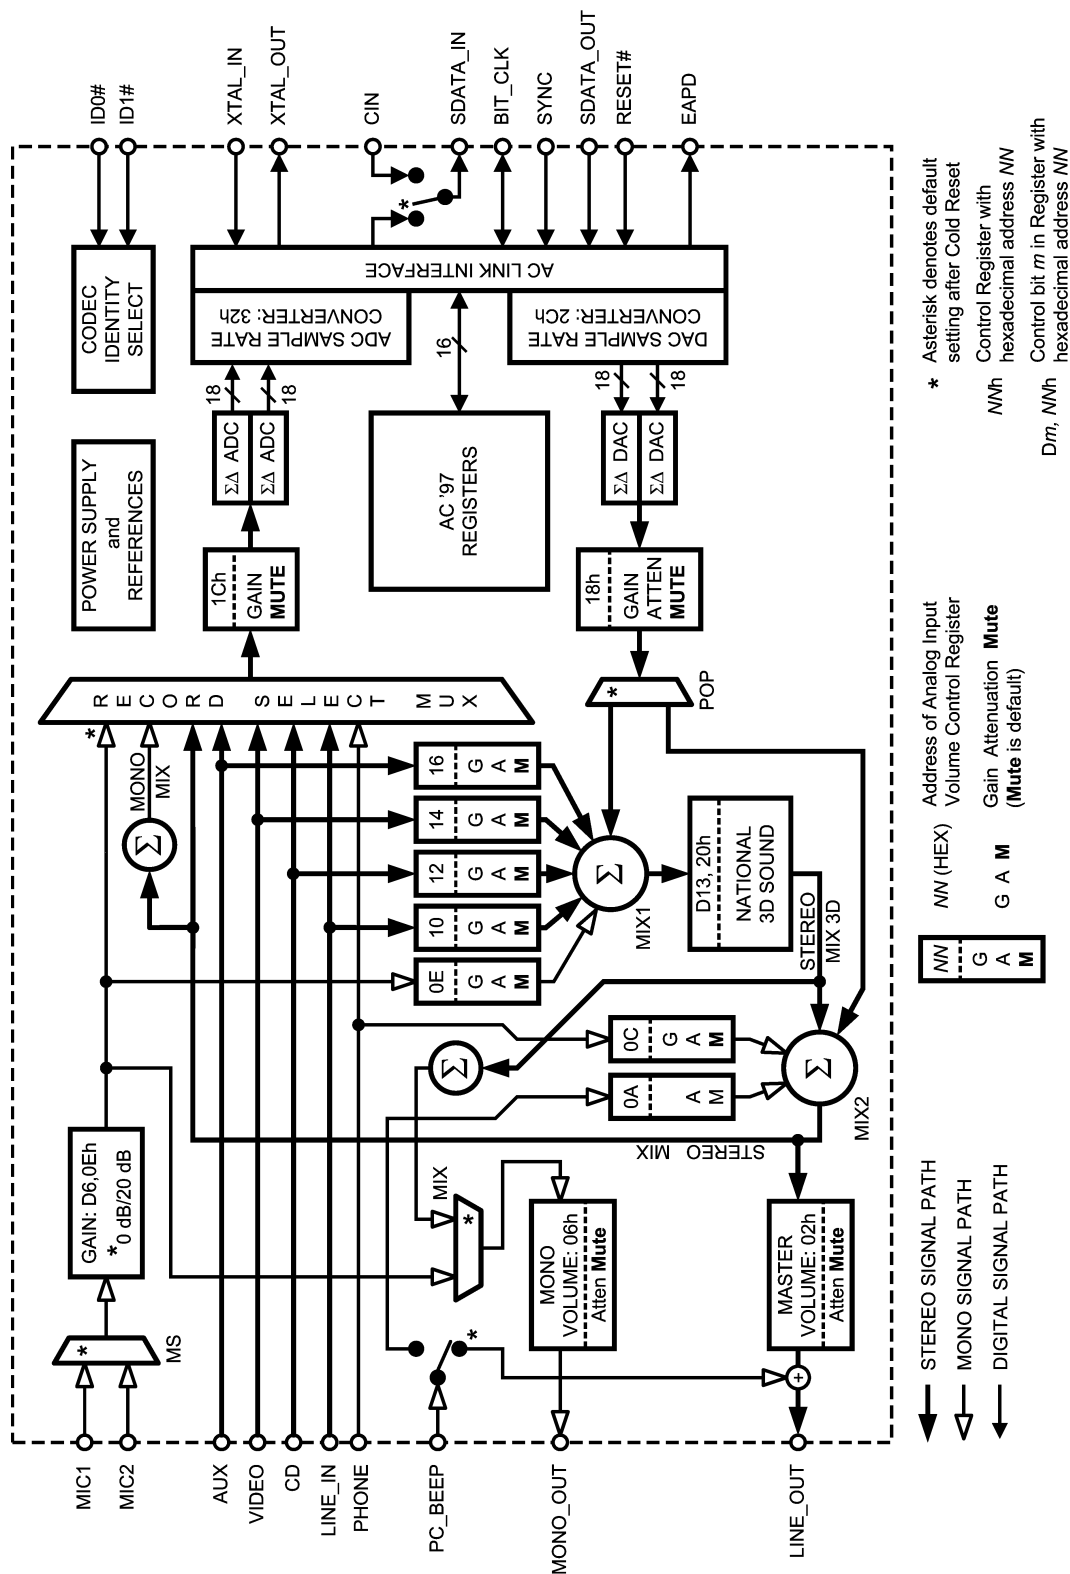 MIC1
MIC2
AUX
VIDEO
CD
LINE_IN
PHONE
PC_BEEP
MONO_OUT
LINE_OUT
*
MS
GAIN: D6,0Eh
* 0 dB/20 dB
MONO
MIX
Σ
*
RECORD SELECT MUX
POWER SUPPLY
and
REFERENCES
CODEC
IDENTITY
SELECT
ID0#
ID1#
XTAL_IN
XTAL_OUT
CIN
SDATA_IN
BIT_CLK
SYNC
SDATA_OUT
RESET#
EAPD
1Ch
GAIN
MUTE
ΣΔ ADC
ΣΔ ADC
18
18
ADC SAMPLE RATE
CONVERTER: 32h
AC LINK INTERFACE
*
16
AC '97
REGISTERS
DAC SAMPLE RATE
CONVERTER: 2Ch
18
18
ΣΔ DAC
ΣΔ DAC
18h
GAIN
ATTEN
MUTE
*
POP
16
G
A
M
14
G
A
M
12
G
A
M
10
G
A
M
0E
G
A
M
Σ
MIX1
D13, 20h
NATIONAL
3D SOUND
STEREO
MIX 3D
0C
G
A
M
0A
A
M
Σ
Σ
MIX2
STEREO MIX
MIX
*
*
MONO
VOLUME: 06h
Atten Mute
MASTER
VOLUME: 02h
Atten Mute
+
STEREO SIGNAL PATH
MONO SIGNAL PATH
DIGITAL SIGNAL PATH
NN
G
A
M
NN (HEX)
Address of Analog Input
Volume Control Register
G A M
Gain Attenuation Mute
(Mute is default)
*
Asterisk denotes default
setting after Cold Reset
NNh
Control Register with
hexadecimal address NN
Dm, NNh
Control bit m in Register with
hexadecimal address NN